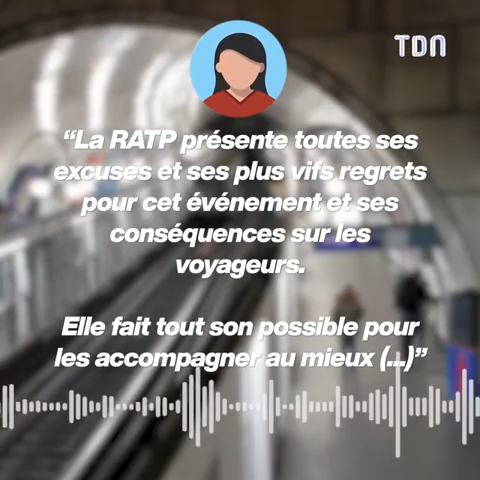 TDN
“La RATP présente toutes ses
excuses et ses plus vifs regrets
pour cet événement et ses
conséquences sur les
voyageurs.
Elle fait tout son possible pour
les accompagner au mieux (...)”